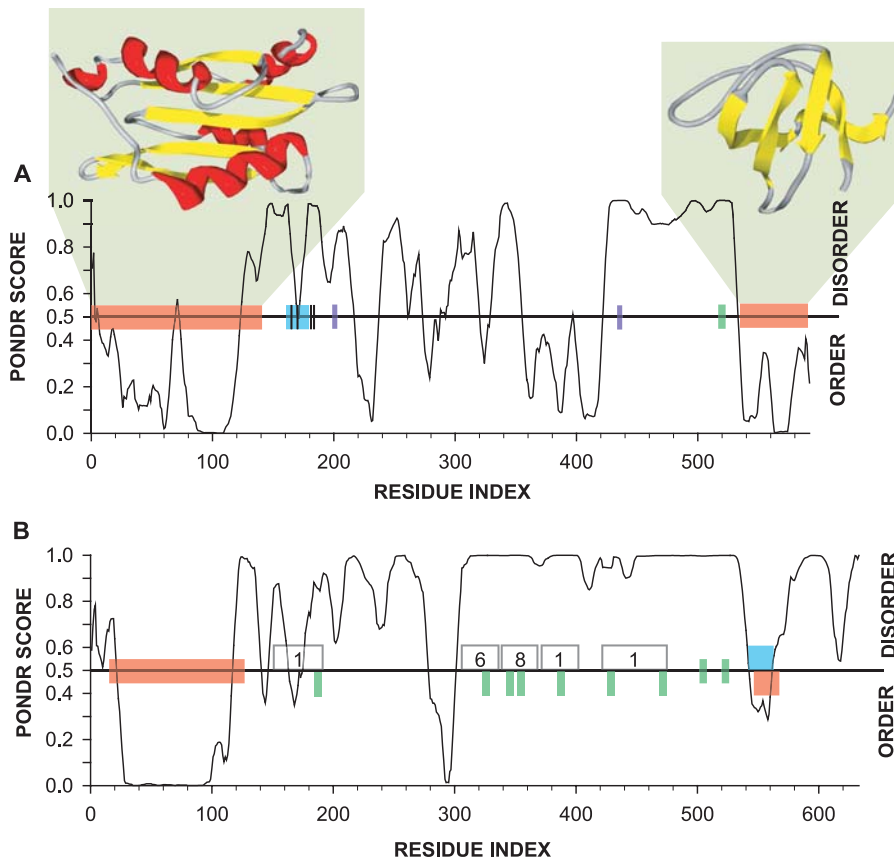 A
PONDR SCORE
1.0
0.8
0.6
0.5
0.4
0.2
0.0
DISORDER
ORDER
0 100 200 300 400 500
RESIDUE INDEX
B
PONDR SCORE
1.0
0.8
0.6
0.5
0.4
0.2
0.0
1 6 8 1 1
DISORDER
ORDER
0 100 200 300 400 500 600
RESIDUE INDEX